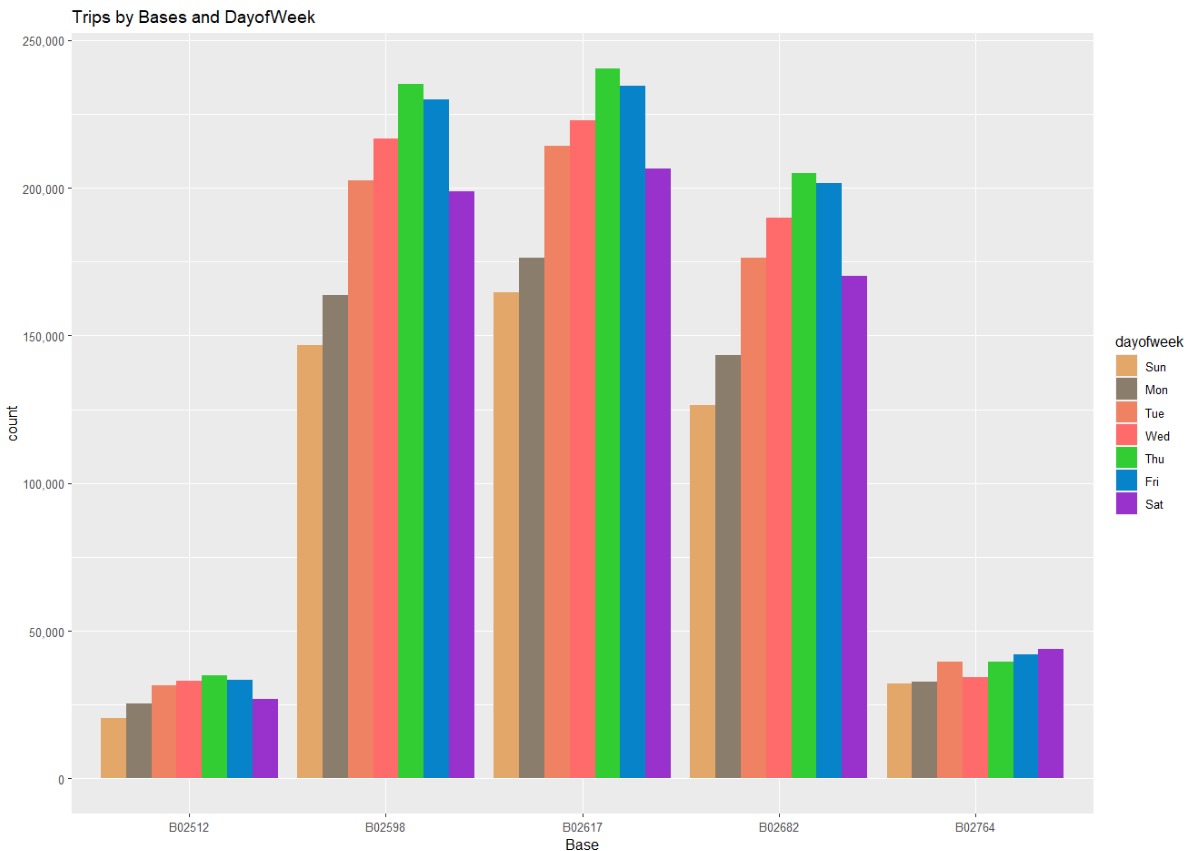 Trips by Bases and DayofWeek
250,000
200,000
150,000
100,000
50,000
0
count
B02512 B02598 B02617 B02682 B02764
Base
dayofweek
Sun
Mon
Tue
Wed
Thu
Fri
Sat